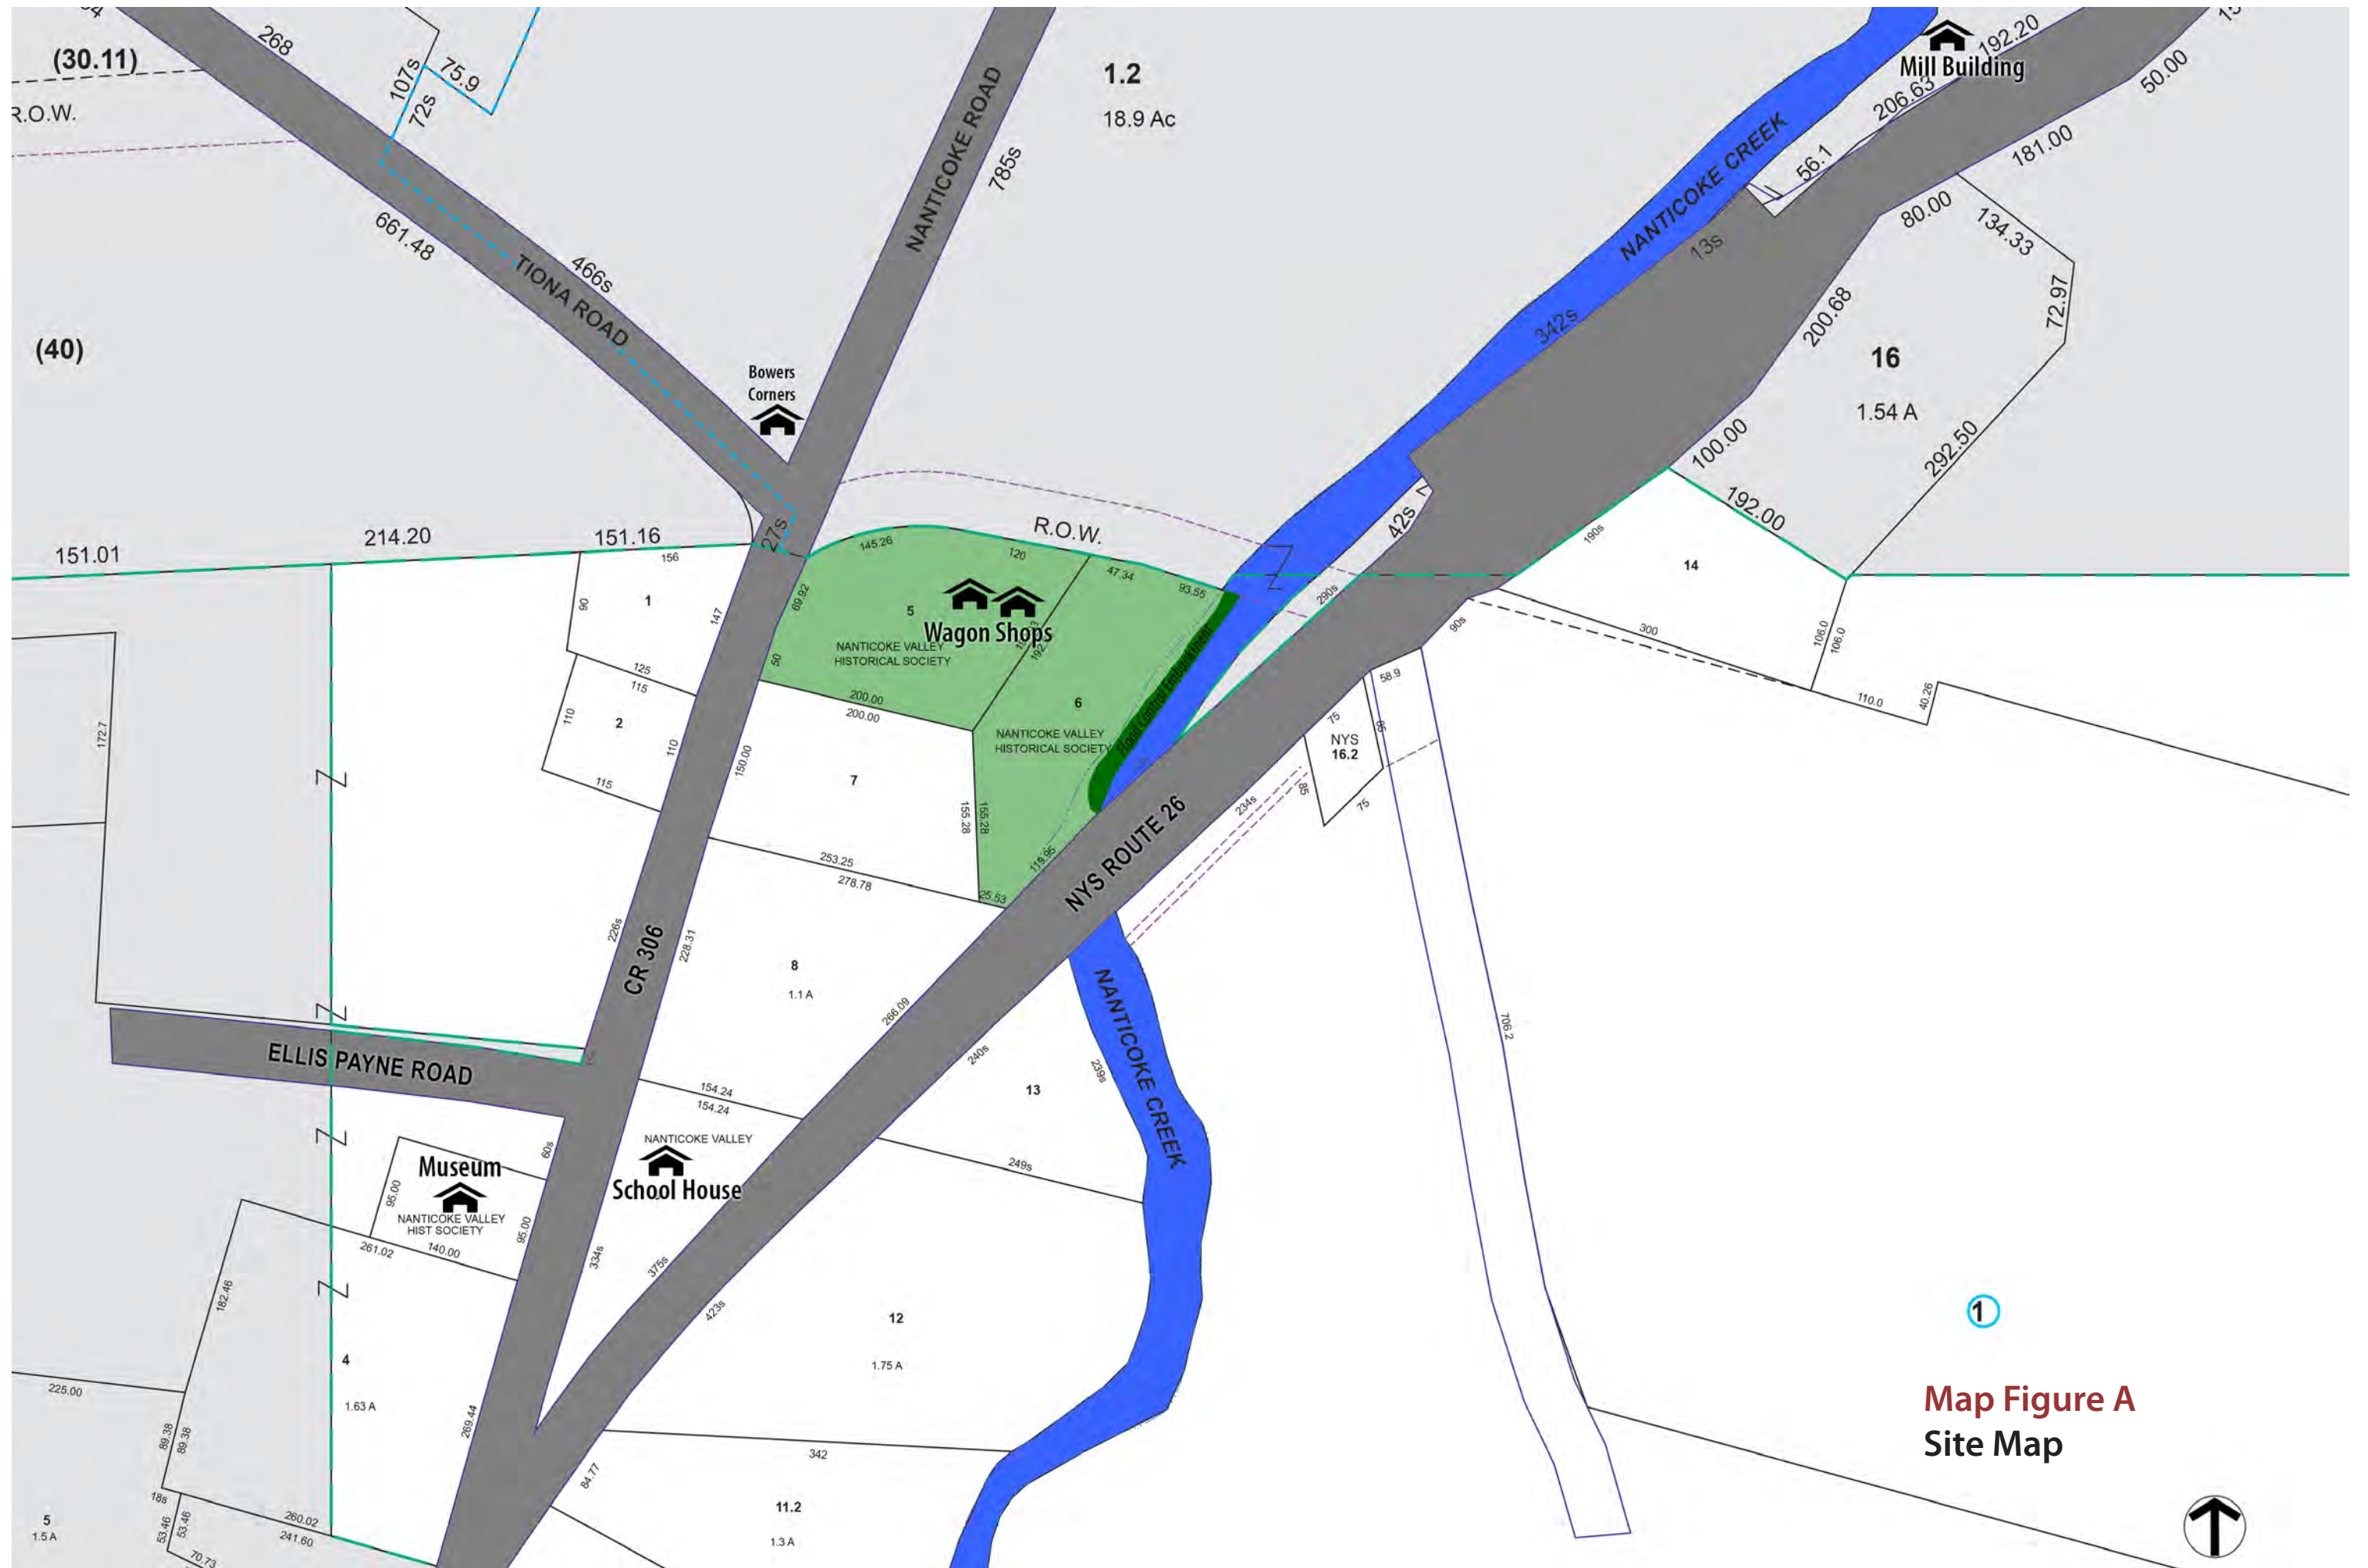 (30.11)
R.O.W.
268
107s
72s
75.9
NANTICOKE ROAD
785s
1.2
18.9 Ac
NANTICOKE CREEK
Mill Building
192.20
206.63
56.1
50.00
181.00
80.00
134.33
72.97
13s
342s
200.68
16
1.54 A
292.50
100.00
192.00
661.48
466s
TIONA ROAD
(40)
Bowers
Corners
27s
151.01
214.20
151.16
156
R.O.W.
145.26
120
47.34
93.55
42s
290s
190s
14
90
1
147
69.92
50
5
Wagon Shops
NANTICOKE VALLEY
HISTORICAL SOCIETY
125
115
110
2
110
115
200.00
200.00
6
NANTICOKE VALLEY
HISTORICAL SOCIETY
Flood Control Embankment
90s
58.9
300
106.0
106.0
110.0
40.26
172.7
150.00
7
155.28
155.28
75
85
NYS
16.2
85
75
234s
253.25
278.78
119.95
25.53
NYS ROUTE 26
226s
CR 306
228.31
8
1.1 A
266.09
240s
NANTICOKE CREEK
239s
706.2
ELLIS PAYNE ROAD
154.24
154.24
13
249s
NANTICOKE VALLEY
School House
Museum
NANTICOKE VALLEY
HIST SOCIETY
60s
95.00
95.00
261.02
140.00
334s
375s
423s
182.46
12
1.75 A
4
1.63 A
269.44
225.00
89.38
89.38
342
84.77
11.2
1.3 A
18s
53.46
53.46
260.02
241.60
70.73
5
1.5 A
1
Map Figure A
Site Map